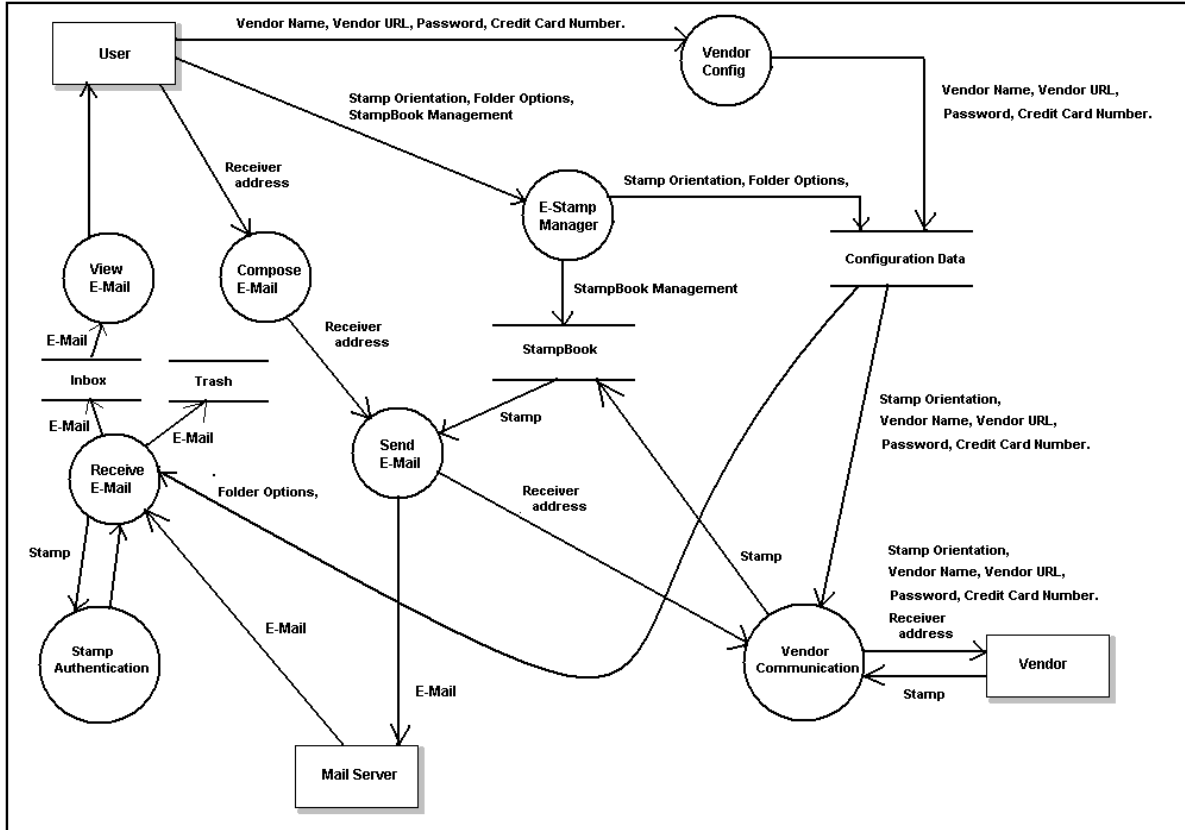 Vendor Name, Vendor URL, Password, Credit Card Number.
User
Vendor
Config
Stamp Orientation, Folder Options,
StampBook Management
Vendor Name, Vendor URL,
Password, Credit Card Number.
Receiver
address
Stamp Orientation, Folder Options,
E-Stamp
Manager
View
E-Mail
Compose
E-Mail
Configuration Data
StampBook Management
E-Mail
Receiver
address
StampBook
Inbox
Trash
E-Mail
E-Mail
Stamp
Stamp Orientation,
Vendor Name, Vendor URL,
Password, Credit Card Number.
Send
E-Mail
Receive
E-Mail
Folder Options,
Receiver
address
Stamp
Stamp
Stamp Orientation,
Vendor Name, Vendor URL,
Password, Credit Card Number.
Receiver
address
E-Mail
Stamp
Authentication
Vendor
Communication
Vendor
E-Mail
Stamp
Mail Server